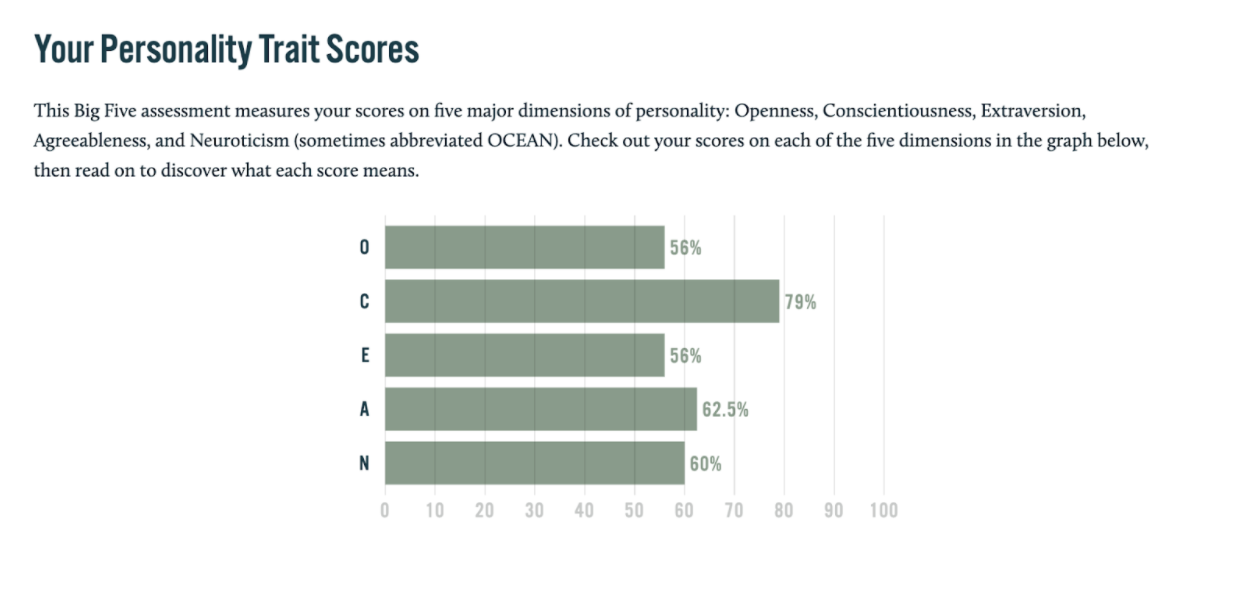 Your Personality Trait Scores
This Big Five assessment measures your scores on five major dimensions of personality: Openness, Conscientiousness, Extraversion,
Agreeableness, and Neuroticism (sometimes abbreviated OCEAN). Check out your scores on each of the five dimensions in the graph below,
then read on to discover what each score means.
O 56%
C 79%
E 56%
A 62.5%
N 60%
0 10 20 30 40 50 60 70 80 90 100